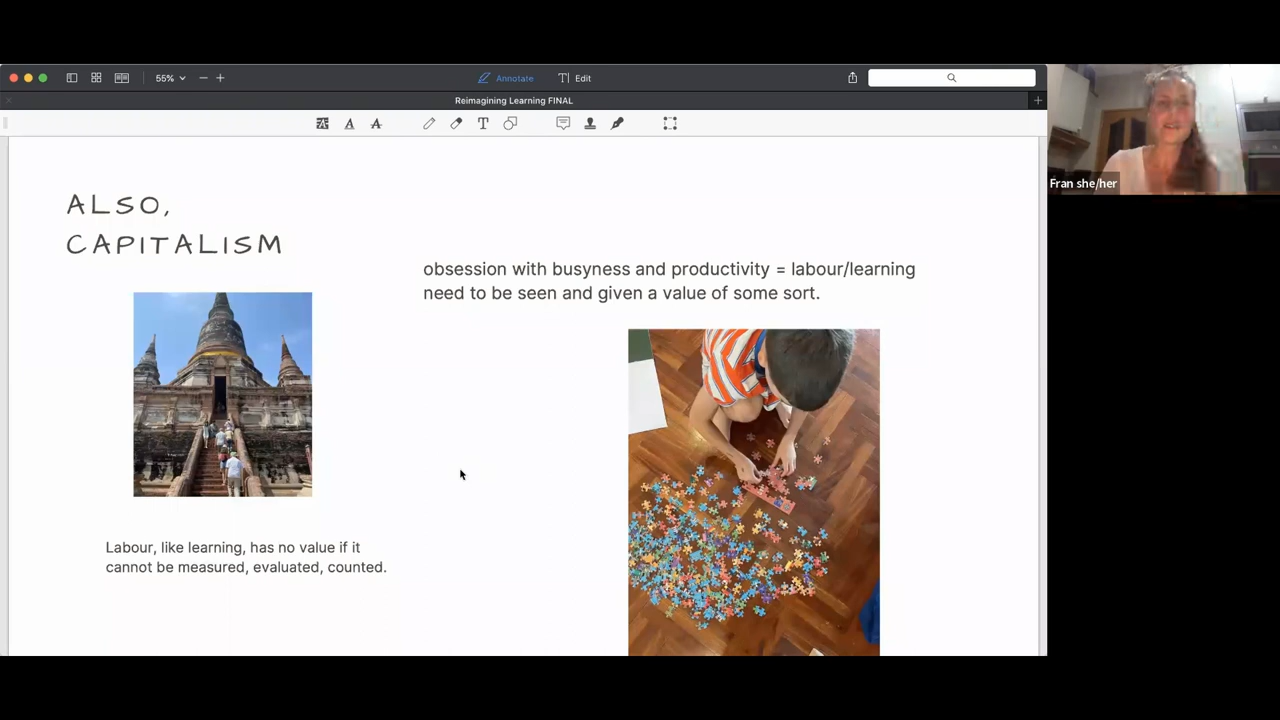 55%
Annotate
Edit
Reimagining Learning FINAL
Fran she/her
ALSO,
CAPITALISM
obsession with busyness and productivity = labour/learning
need to be seen and given a value of some sort.
Labour, like learning, has no value if it
cannot be measured, evaluated, counted.